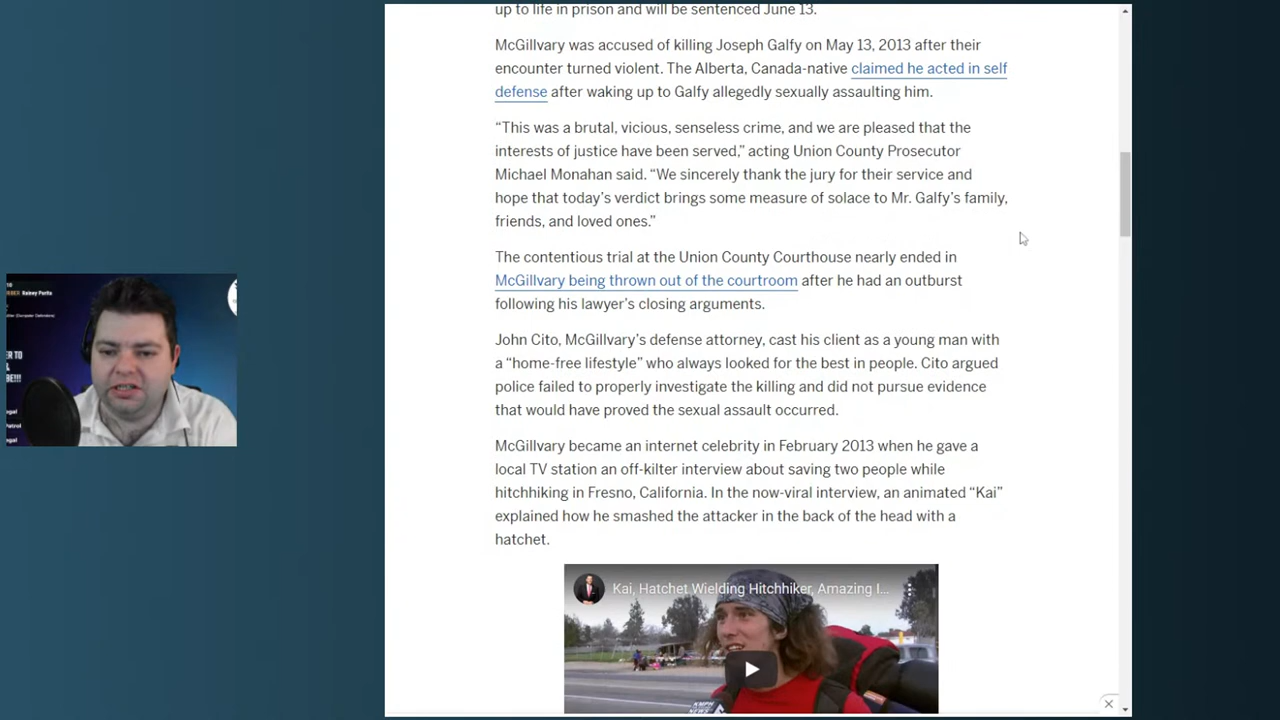 up to life in prison and will be sentenced June 13.
McGillvary was accused of killing Joseph Galfy on May 13, 2013 after their
encounter turned violent. The Alberta, Canada-native claimed he acted in self
defense after waking up to Galfy allegedly sexually assaulting him.
“This was a brutal, vicious, senseless crime, and we are pleased that the
interests of justice have been served,” acting Union County Prosecutor
Michael Monahan said. “We sincerely thank the jury for their service and
hope that today’s verdict brings some measure of solace to Mr. Galfy’s family,
friends, and loved ones.”
The contentious trial at the Union County Courthouse nearly ended in
McGillvary being thrown out of the courtroom after he had an outburst
following his lawyer’s closing arguments.
John Cito, McGillvary’s defense attorney, cast his client as a young man with
a “home-free lifestyle” who always looked for the best in people. Cito argued
police failed to properly investigate the killing and did not pursue evidence
that would have proved the sexual assault occurred.
McGillvary became an internet celebrity in February 2013 when he gave a
local TV station an off-kilter interview about saving two people while
hitchhiking in Fresno, California. In the now-viral interview, an animated “Kai”
explained how he smashed the attacker in the back of the head with a
hatchet.
Kai, Hatchet Wielding Hitchhiker, Amazing I...
KMPH
NEWS